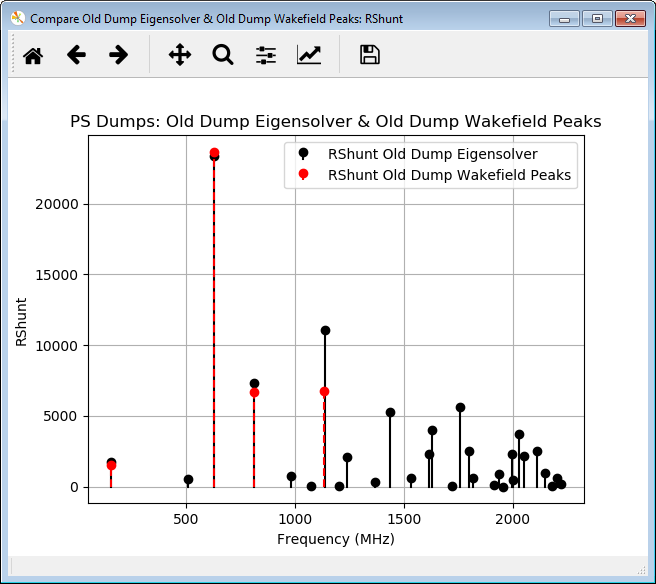 Compare Old Dump Eigensolver & Old Dump Wakefield Peaks: RShunt
PS Dumps: Old Dump Eigensolver & Old Dump Wakefield Peaks
RShunt Old Dump Eigensolver
RShunt Old Dump Wakefield Peaks
20000
15000
10000
5000
0
RShunt
500 1000 1500 2000
Frequency (MHz)